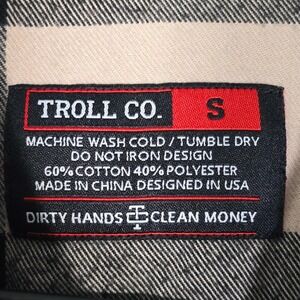 TROLL CO. S
MACHINE WASH COLD / TUMBLE DRY
DO NOT IRON DESIGN
60% COTTON 40% POLYESTER
MADE IN CHINA DESIGNED IN USA
DIRTY HANDS CLEAN MONEY